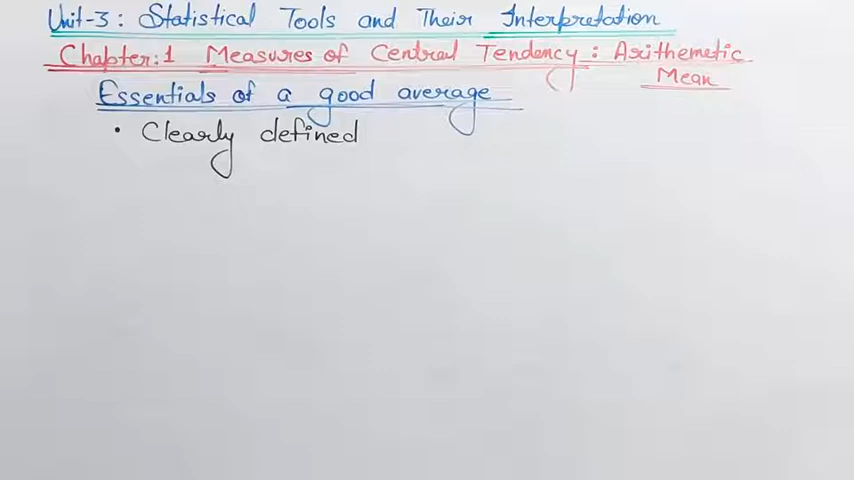 Unit-3: Statistical Tools and Their Interpretation
Chapter:1 Measures of Central Tendency: Arithemetic
Mean
Essentials of a good average
• Clearly defined